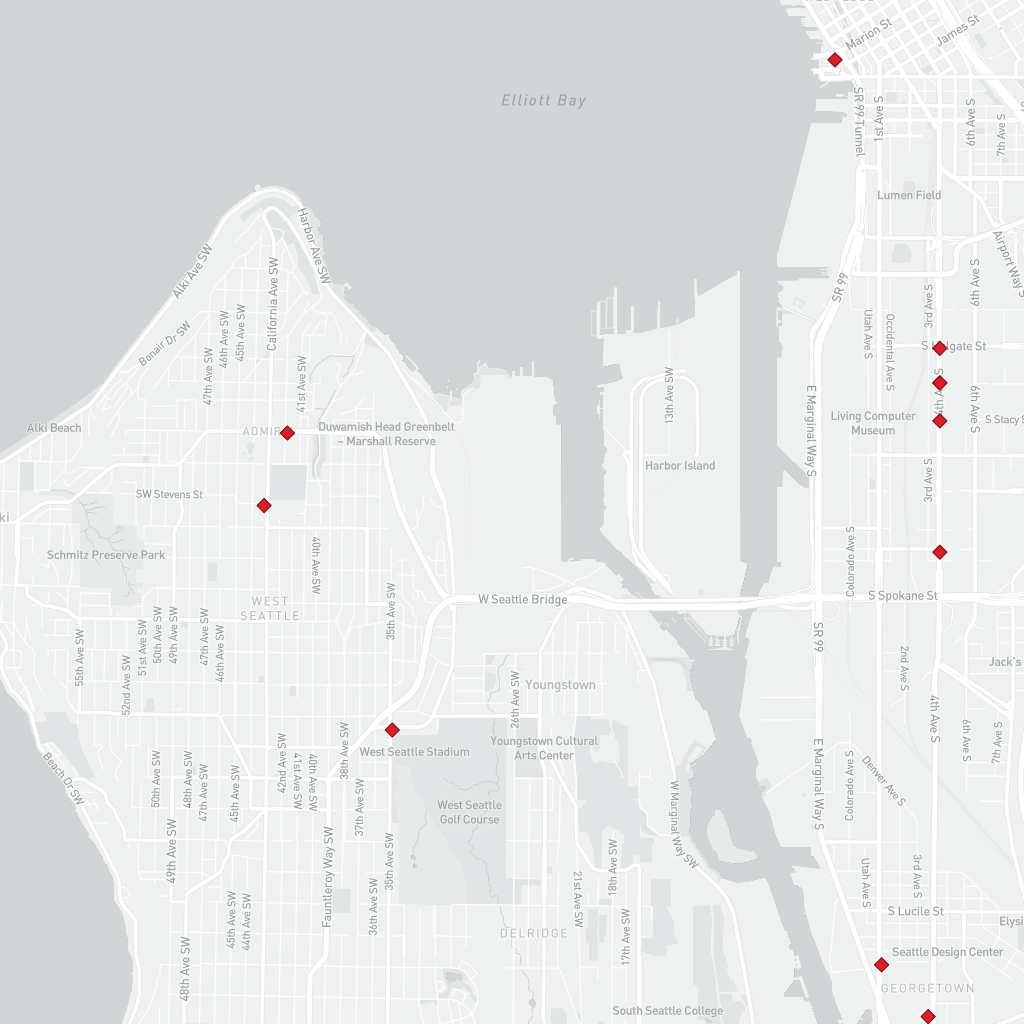 Marion St
James St
Elliott Bay
SR 99 Tunnel
1st Ave S
6th Ave S
7th Ave S
Lumen Field
Harbor Ave SW
Alki Ave SW
Airport Way S
SR 99
California Ave SW
6th Ave S
3rd Ave S
47th Ave SW
46th Ave SW
45th Ave SW
Bonair Dr SW
41st Ave SW
Utah Ave S
Occidental Ave S
S Holgate St
13th Ave SW
E Marginal Way S
4th Ave S
6th Ave S
Living Computer
Museum
S Stacy S
Alki Beach
Duwamish Head Greenbelt
– Marshall Reserve
Harbor Island
3rd Ave S
SW Stevens St
ki
Schmitz Preserve Park
40th Ave SW
Colorado Ave S
WEST
SEATTLE
35th Ave SW
W Seattle Bridge
S Spokane St
55th Ave SW
52nd Ave SW
51st Ave SW
50th Ave SW
49th Ave SW
47th Ave SW
46th Ave SW
SR 99
2nd Ave S
Jack's
Youngstown
26th Ave SW
4th Ave S
6th Ave S
7th Ave S
38th Ave SW
West Seattle Stadium
Youngstown Cultural
Arts Center
Beach Dr SW
50th Ave SW
48th Ave SW
47th Ave SW
45th Ave SW
42nd Ave SW
41st Ave SW
40th Ave SW
37th Ave SW
West Seattle
Golf Course
W Marginal Way SW
E Marginal Way S
Colorado Ave S
Denver Ave S
49th Ave SW
Fauntleroy Way SW
35th Ave SW
36th Ave SW
45th Ave SW
44th Ave SW
48th Ave SW
21st Ave SW
18th Ave SW
17th Ave SW
Utah Ave S
3rd Ave S
S Lucile St
Elysi
DELRIDGE
Seattle Design Center
GEORGETOWN
South Seattle College